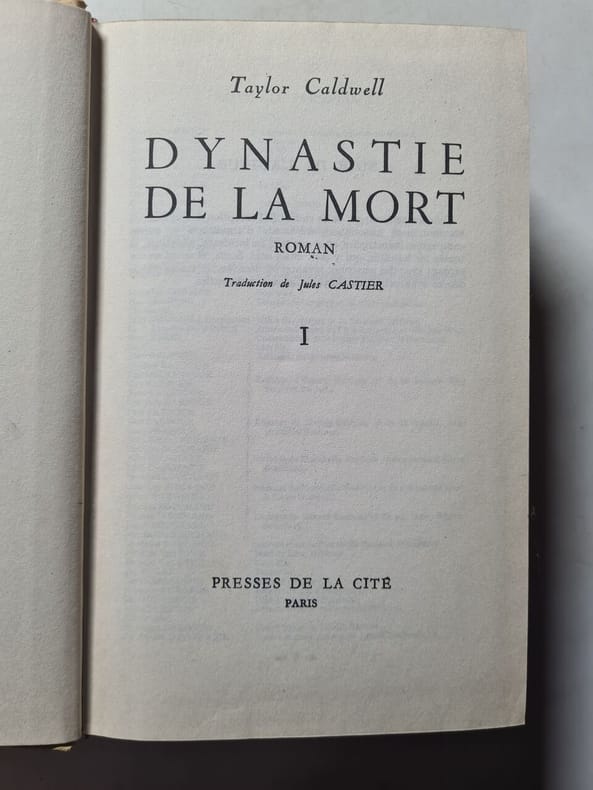 Taylor Caldwell
DYNASTIE
DE LA MORT
ROMAN
Traduction de Jules CASTIER
I
PRESSES DE LA CITÉ
PARIS